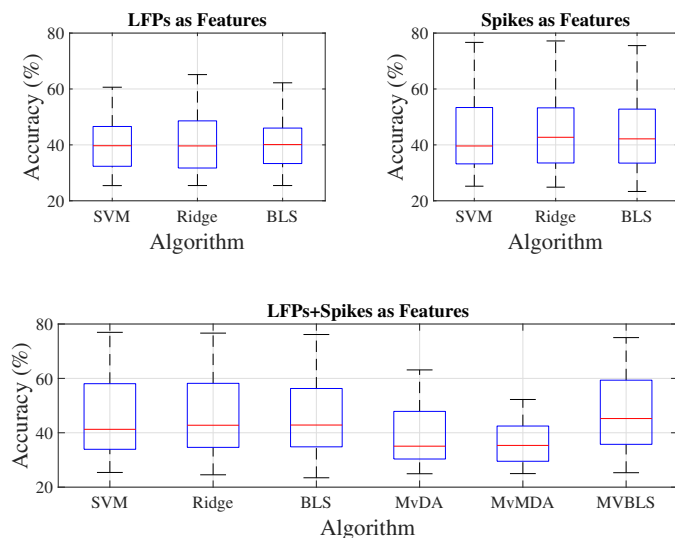 LFPs as Features
80
60
40
20
Accuracy (%)
SVM Ridge BLS
Algorithm
Spikes as Features
80
60
40
20
Accuracy (%)
SVM Ridge BLS
Algorithm
LFPs+Spikes as Features
80
60
40
20
Accuracy (%)
SVM Ridge BLS MvDA MvMDA MVBLS
Algorithm